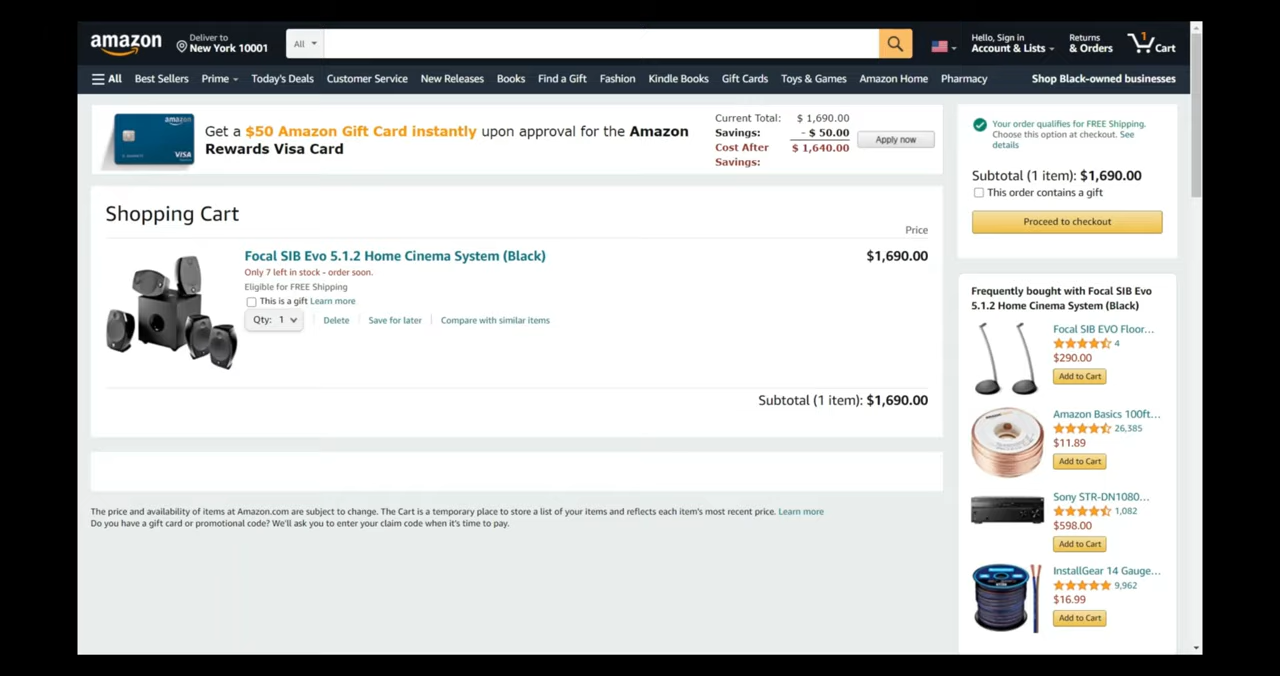 amazon
Deliver to
New York 10001
All
Hello, Sign in
Account & Lists
Returns
& Orders
1
Cart
All
Best Sellers
Prime
Today's Deals
Customer Service
New Releases
Books
Find a Gift
Fashion
Kindle Books
Gift Cards
Toys & Games
Amazon Home
Pharmacy
Shop Black-owned businesses
amazon
VISA
Get a $50 Amazon Gift Card instantly upon approval for the Amazon
Rewards Visa Card
Current Total: $ 1,690.00
Savings: - $ 50.00
Cost After $ 1,640.00
Savings:
Apply now
Shopping Cart
Price
Focal SIB Evo 5.1.2 Home Cinema System (Black)
$1,690.00
Only 7 left in stock - order soon.
Eligible for FREE Shipping
This is a gift Learn more
Qty: 1
Delete
Save for later
Compare with similar items
Subtotal (1 item): $1,690.00
The price and availability of items at Amazon.com are subject to change. The Cart is a temporary place to store a list of your items and reflects each item's most recent price. Learn more
Do you have a gift card or promotional code? We'll ask you to enter your claim code when it's time to pay.
Your order qualifies for FREE Shipping.
Choose this option at checkout. See
details
Subtotal (1 item): $1,690.00
This order contains a gift
Proceed to checkout
Frequently bought with Focal SIB Evo
5.1.2 Home Cinema System (Black)
Focal SIB EVO Floor...
4
$290.00
Add to Cart
Amazon Basics 100ft...
26,385
$11.89
Add to Cart
Sony STR-DN1080...
1,082
$598.00
Add to Cart
InstallGear 14 Gauge...
9,962
$16.99
Add to Cart